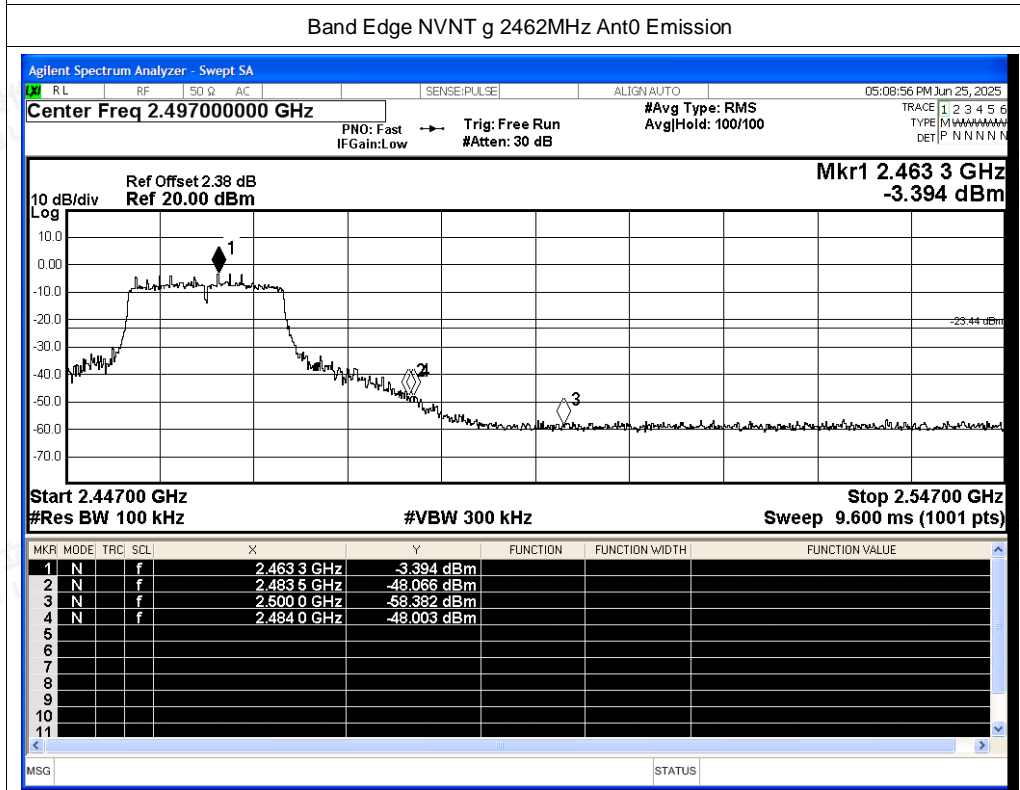 Band Edge NVNT g 2462MHz Ant0 Emission
Agilent Spectrum Analyzer - Swept SA
LXI RL RF 50 Ω AC SENSE:PULSE ALIGN AUTO 05:08:56 PM Jun 25, 2025
Center Freq 2.497000000 GHz
PNO: Fast
IFGain:Low
Trig: Free Run
#Atten: 30 dB
#Avg Type: RMS
Avg|Hold: 100/100
TRACE 1 2 3 4 5 6
TYPE M
DET P N N N N N
Mkr1 2.463 3 GHz
-3.394 dBm
Ref Offset 2.38 dB
10 dB/div Ref 20.00 dBm
Log
10.0
0.00
-10.0
-20.0
-30.0
-40.0
-50.0
-60.0
-70.0
1
2
4
3
-23.44 dBm
Start 2.44700 GHz Stop 2.54700 GHz
#Res BW 100 kHz #VBW 300 kHz Sweep 9.600 ms (1001 pts)
MKR MODE TRC SCL X Y FUNCTION FUNCTION WIDTH FUNCTION VALUE
1 N f 2.463 3 GHz -3.394 dBm
2 N f 2.483 5 GHz -48.066 dBm
3 N f 2.500 0 GHz -58.382 dBm
4 N f 2.484 0 GHz -48.003 dBm
5
6
7
8
9
10
11
MSG STATUS